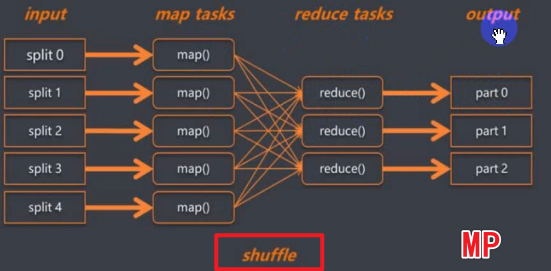 input map tasks reduce tasks output
split 0 map()
split 1 map() reduce() part 0
split 2 map() reduce() part 1
split 3 map() reduce() part 2
split 4 map()
shuffle
MP